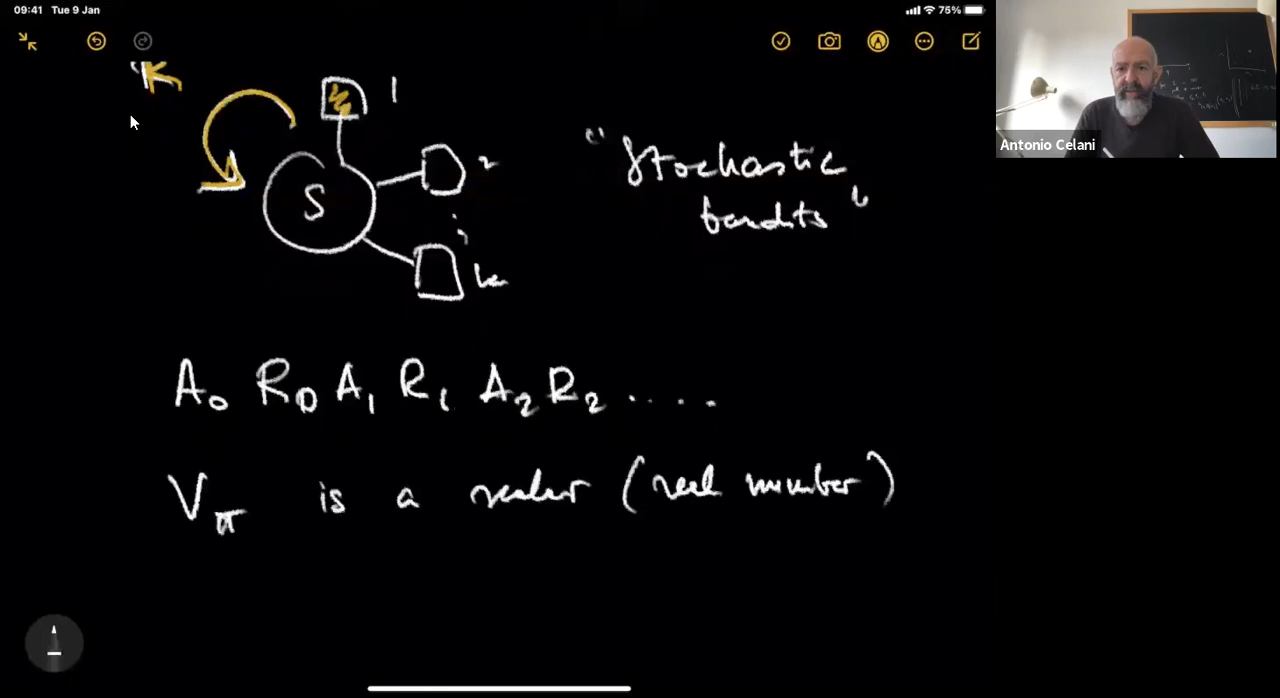 09:41 Tue 9 Jan
75%
"K
1
S
2
"Stochastic
bandits"
k
A₀ R₀ A₁ R₁ A₂ R₂ ....
Vπ is a scalar (real number)
Antonio Celani